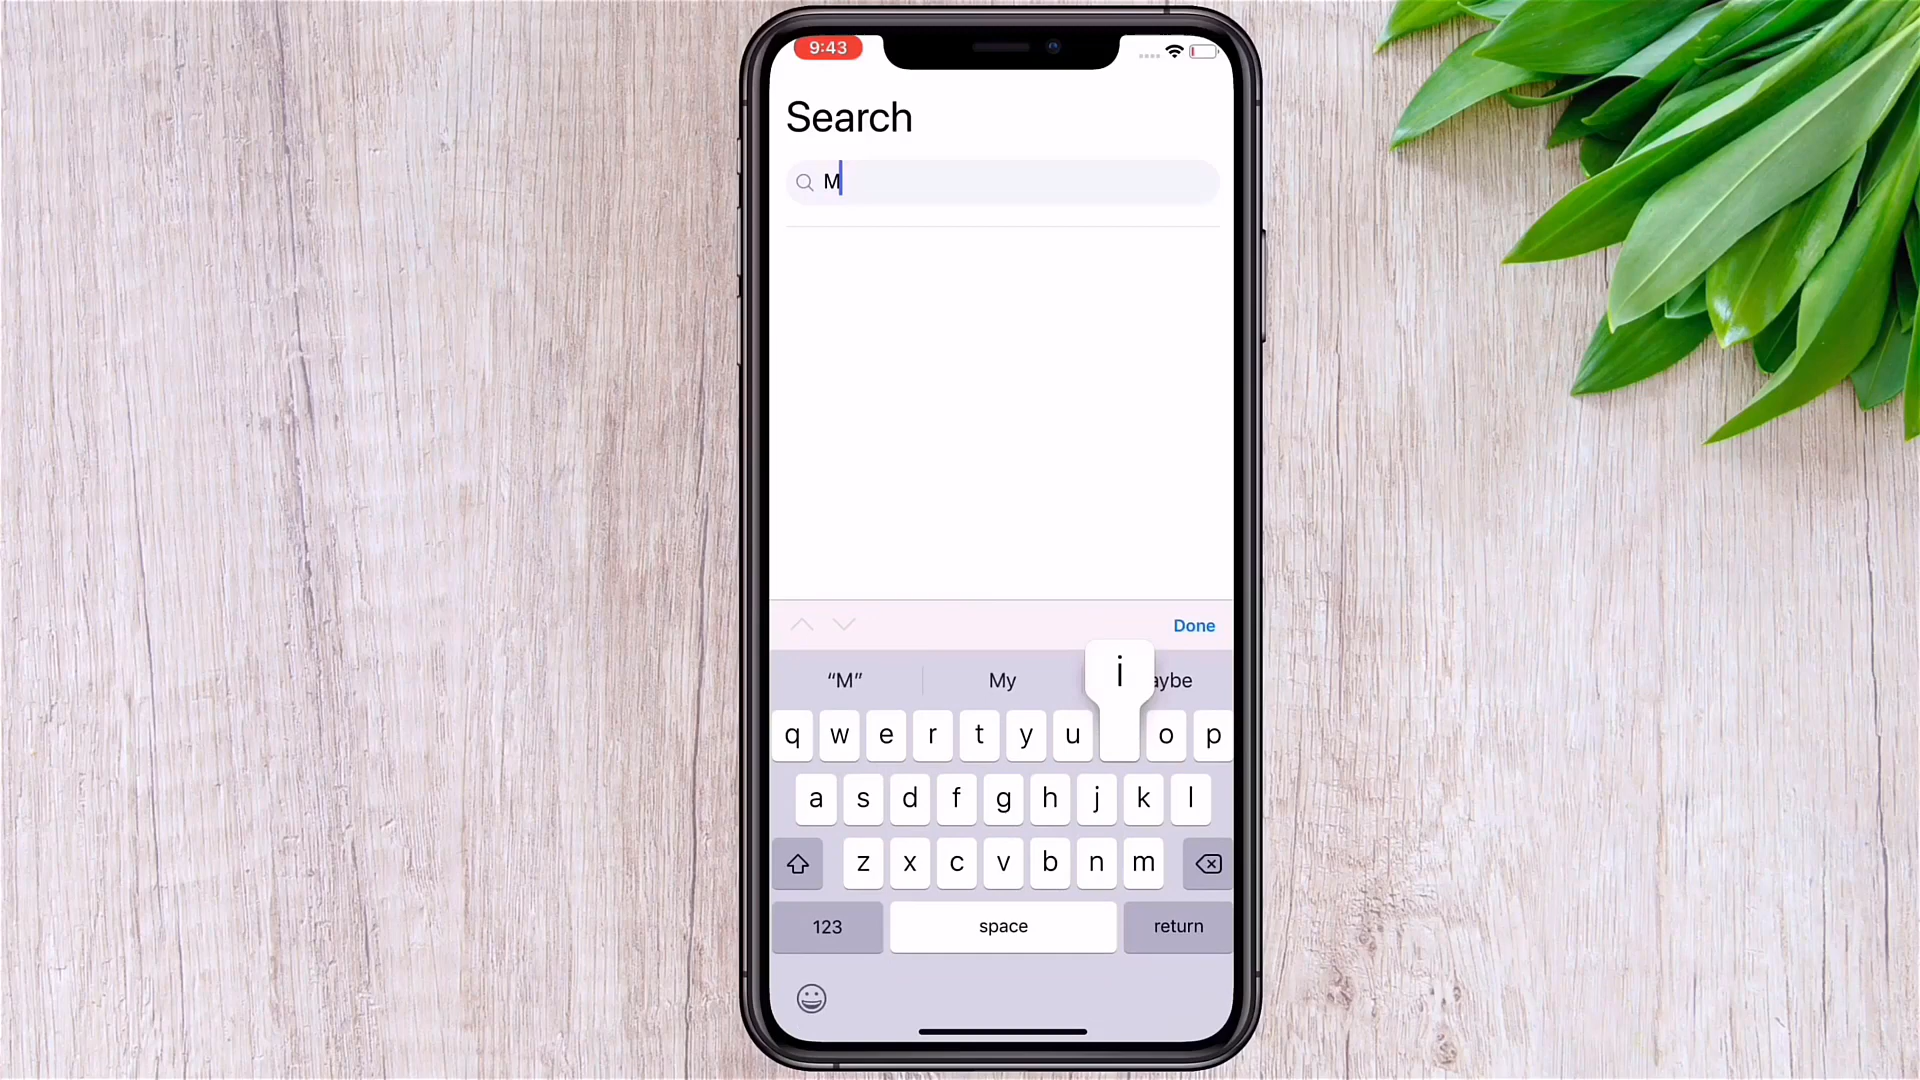 9:43
Search
M
Done
“M” My aybe
i
q w e r t y u o p
a s d f g h j k l
z x c v b n m
123 space return